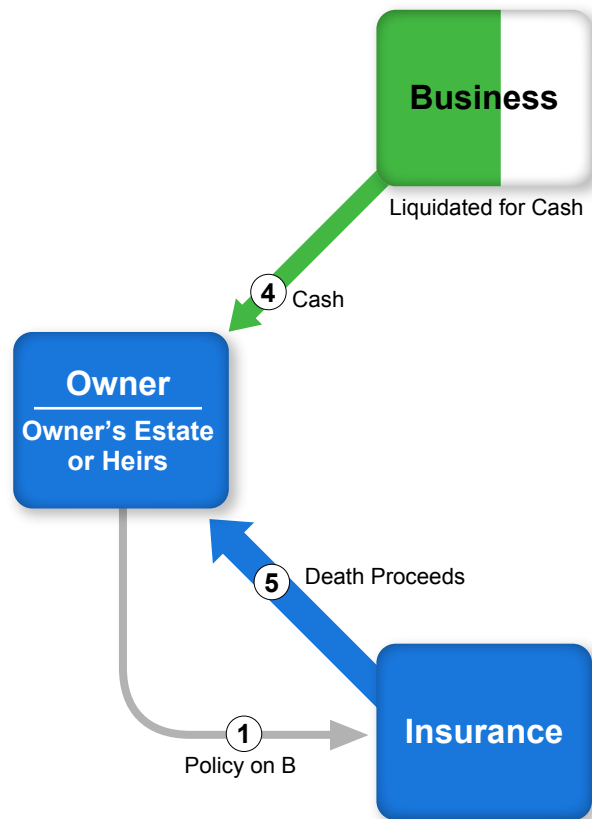 Business
Liquidated for Cash
4
Cash
Owner
Owner’s Estate
or Heirs
5
Death Proceeds
Insurance
1
Policy on B